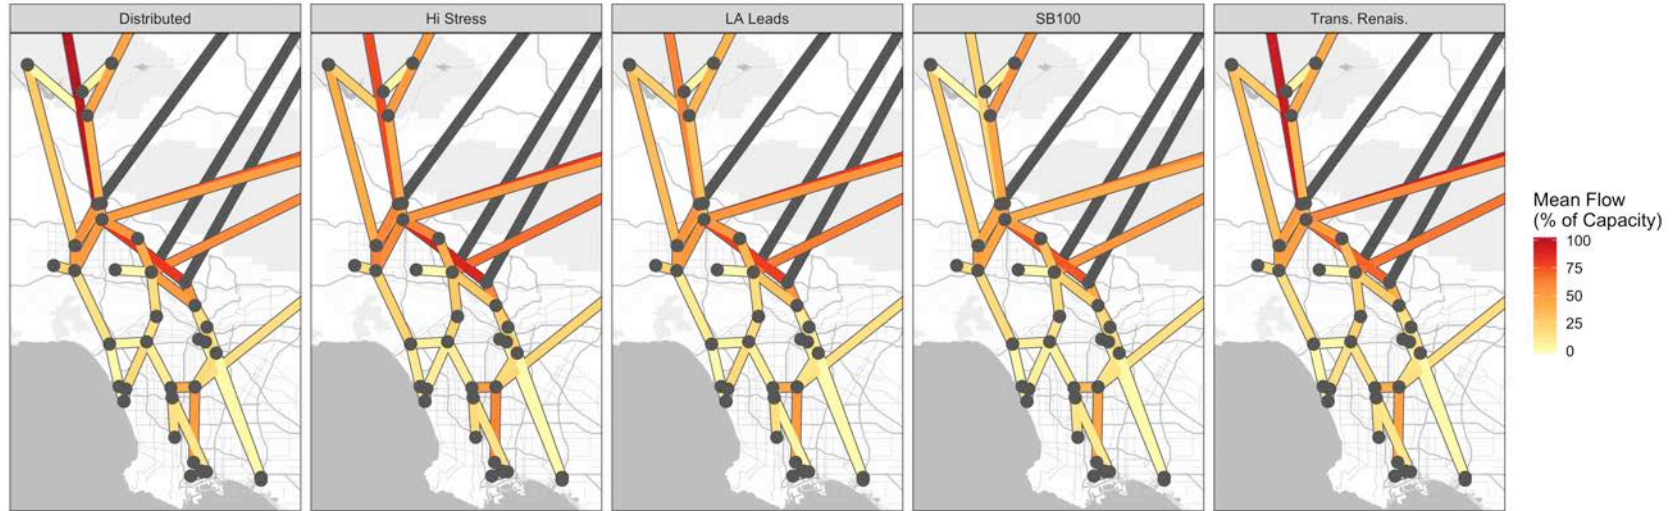 Distributed
Hi Stress
LA Leads
SB100
Trans. Renais.
Mean Flow
(% of Capacity)
100
75
50
25
0